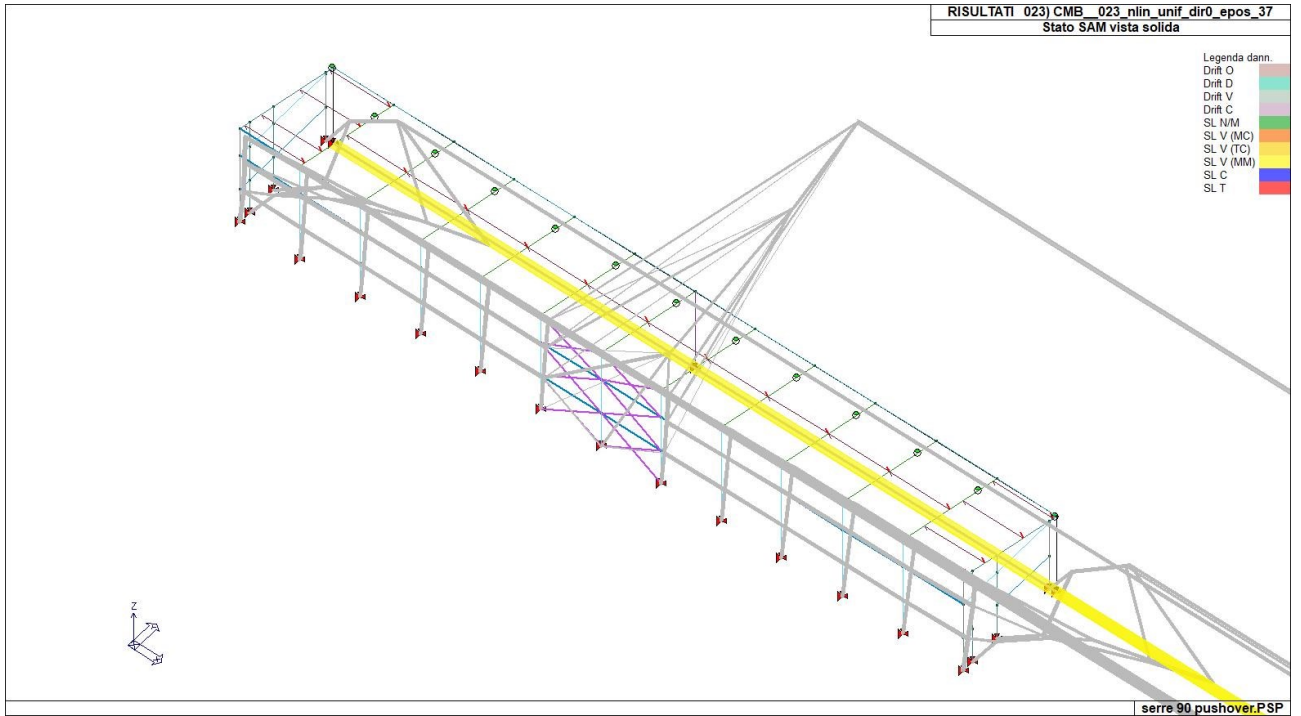 RISULTATI 023) CMB__023_nlin_unif_dir0_epos_37
Stato SAM vista solida
Legenda dann.
Drift O
Drift D
Drift V
Drift C
SL N/M
SL V (MC)
SL V (TC)
SL V (MM)
SL C
SL T
Z
serre 90 pushover.PSP